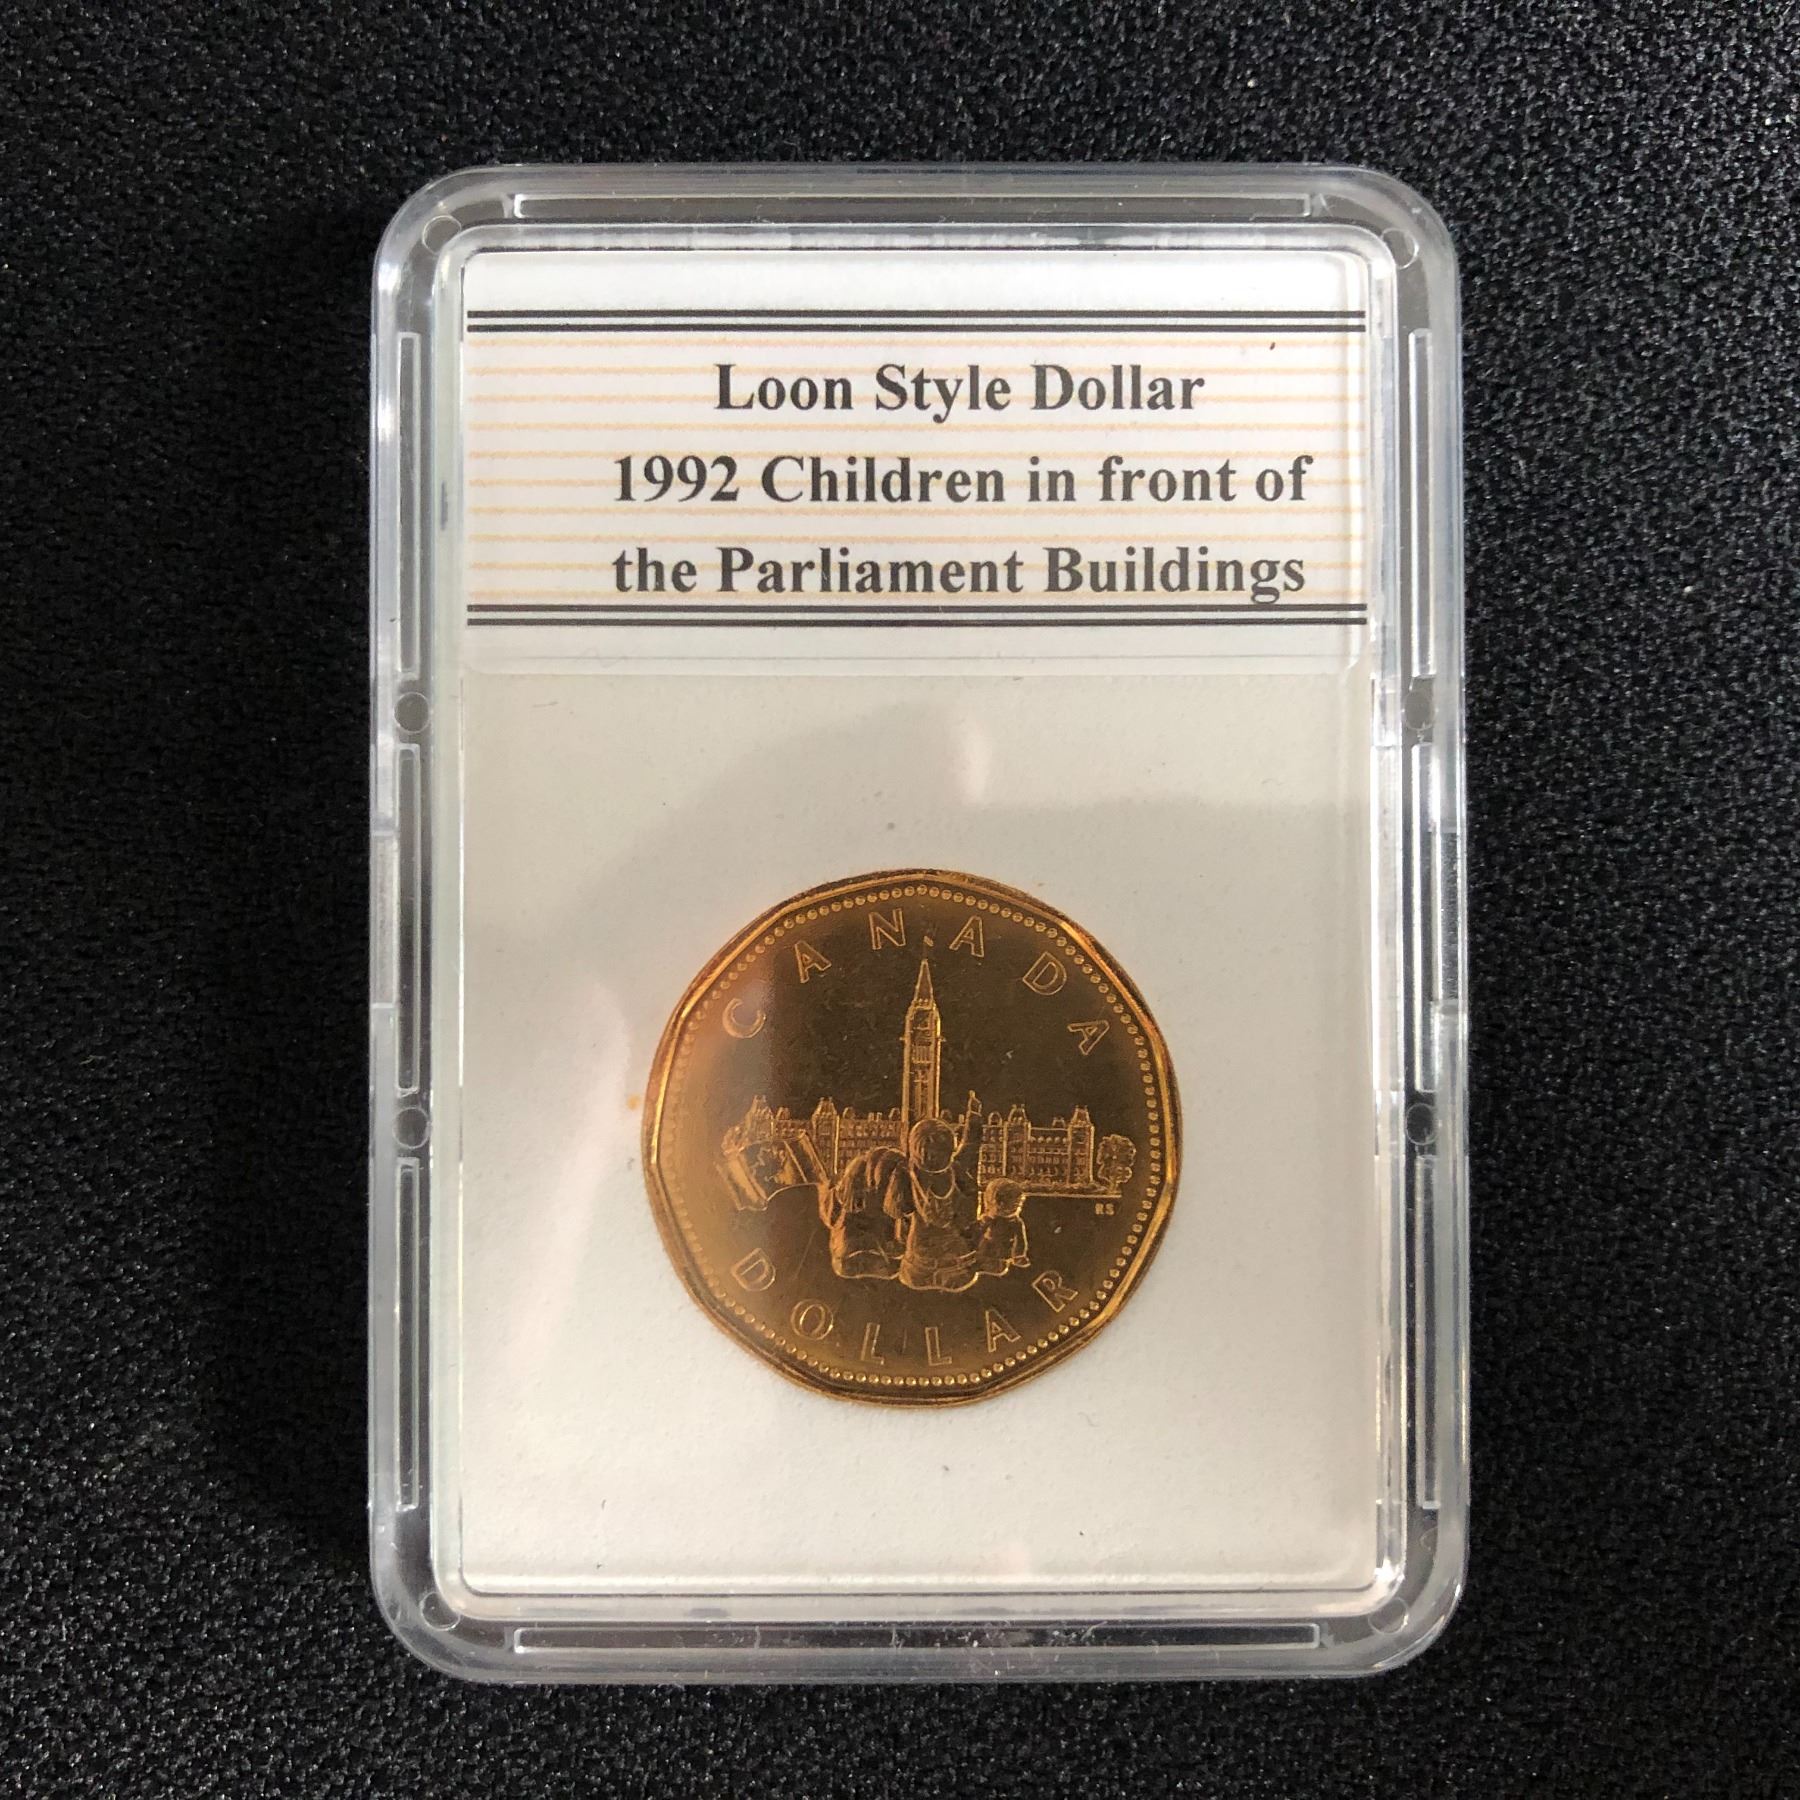 Loon Style Dollar
1992 Children in front of
the Parliament Buildings
CANADA
RS
DOLLAR